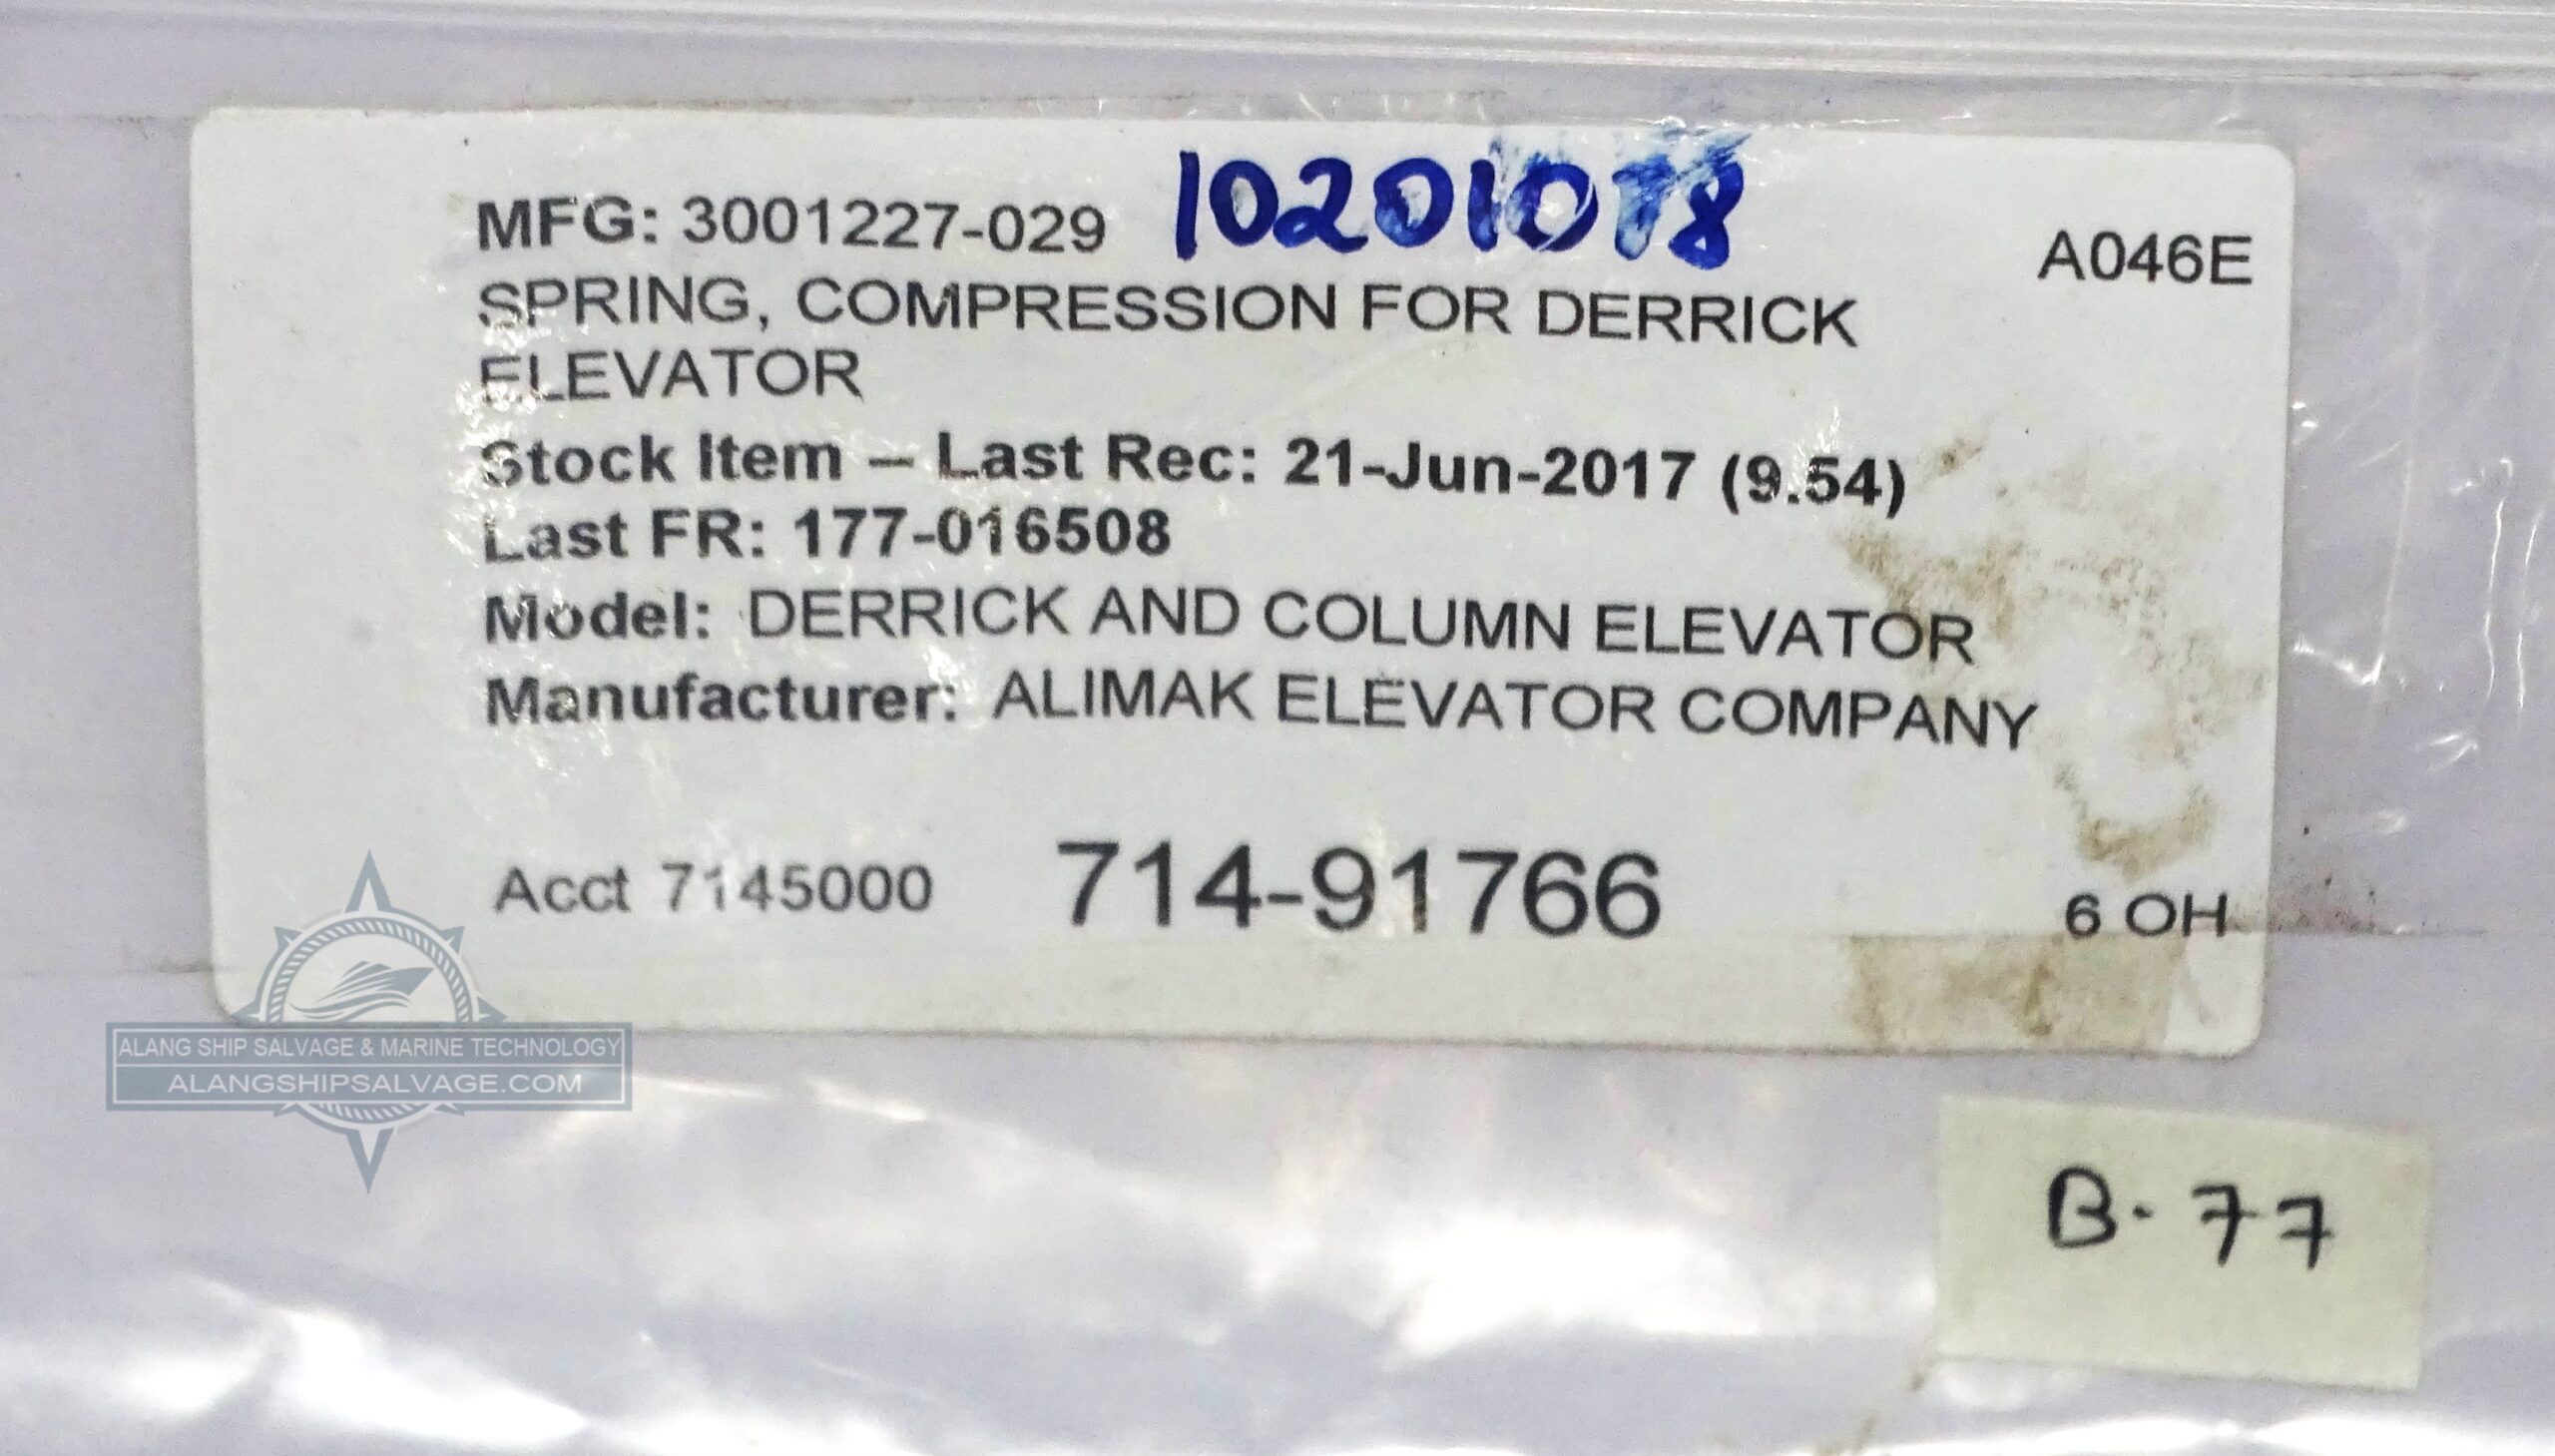 MFG: 3001227-029 10201078 A046E
SPRING, COMPRESSION FOR DERRICK
ELEVATOR
Stock Item – Last Rec: 21-Jun-2017 (9.54)
Last FR: 177-016508
Model: DERRICK AND COLUMN ELEVATOR
Manufacturer: ALIMAK ELEVATOR COMPANY
Acct 7145000 714-91766 6 OH
ALANG SHIP SALVAGE & MARINE TECHNOLOGY
ALANGSHIPSALVAGE.COM
B-77